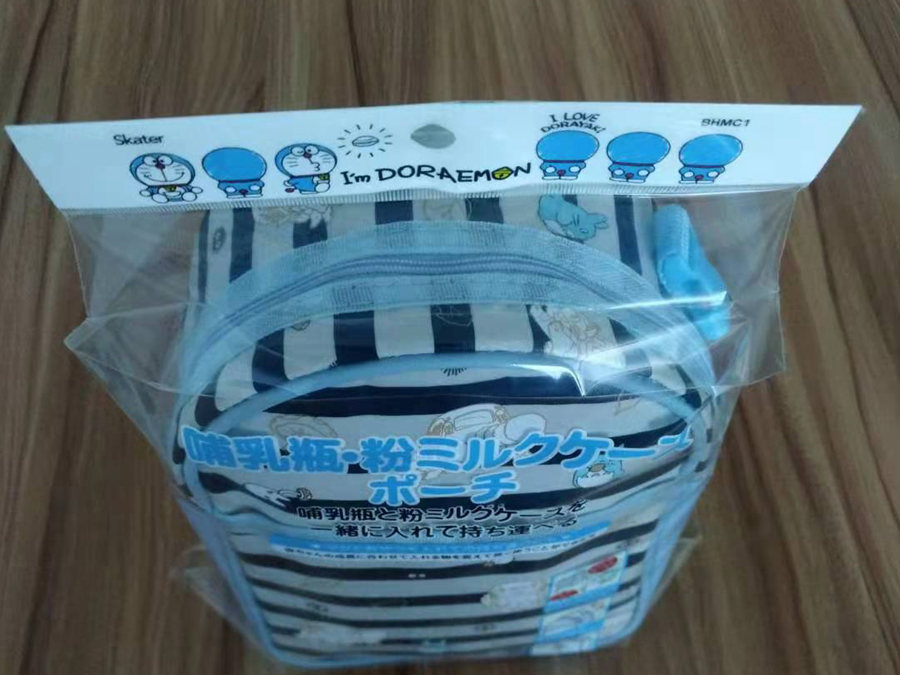 Skater
I'm DORAEMON
I LOVE
DORAYAKI
BHMC1
哺乳瓶・粉ミルクケース
ポーチ
哺乳瓶と粉ミルクケースを
一緒に入れて持ち運べる